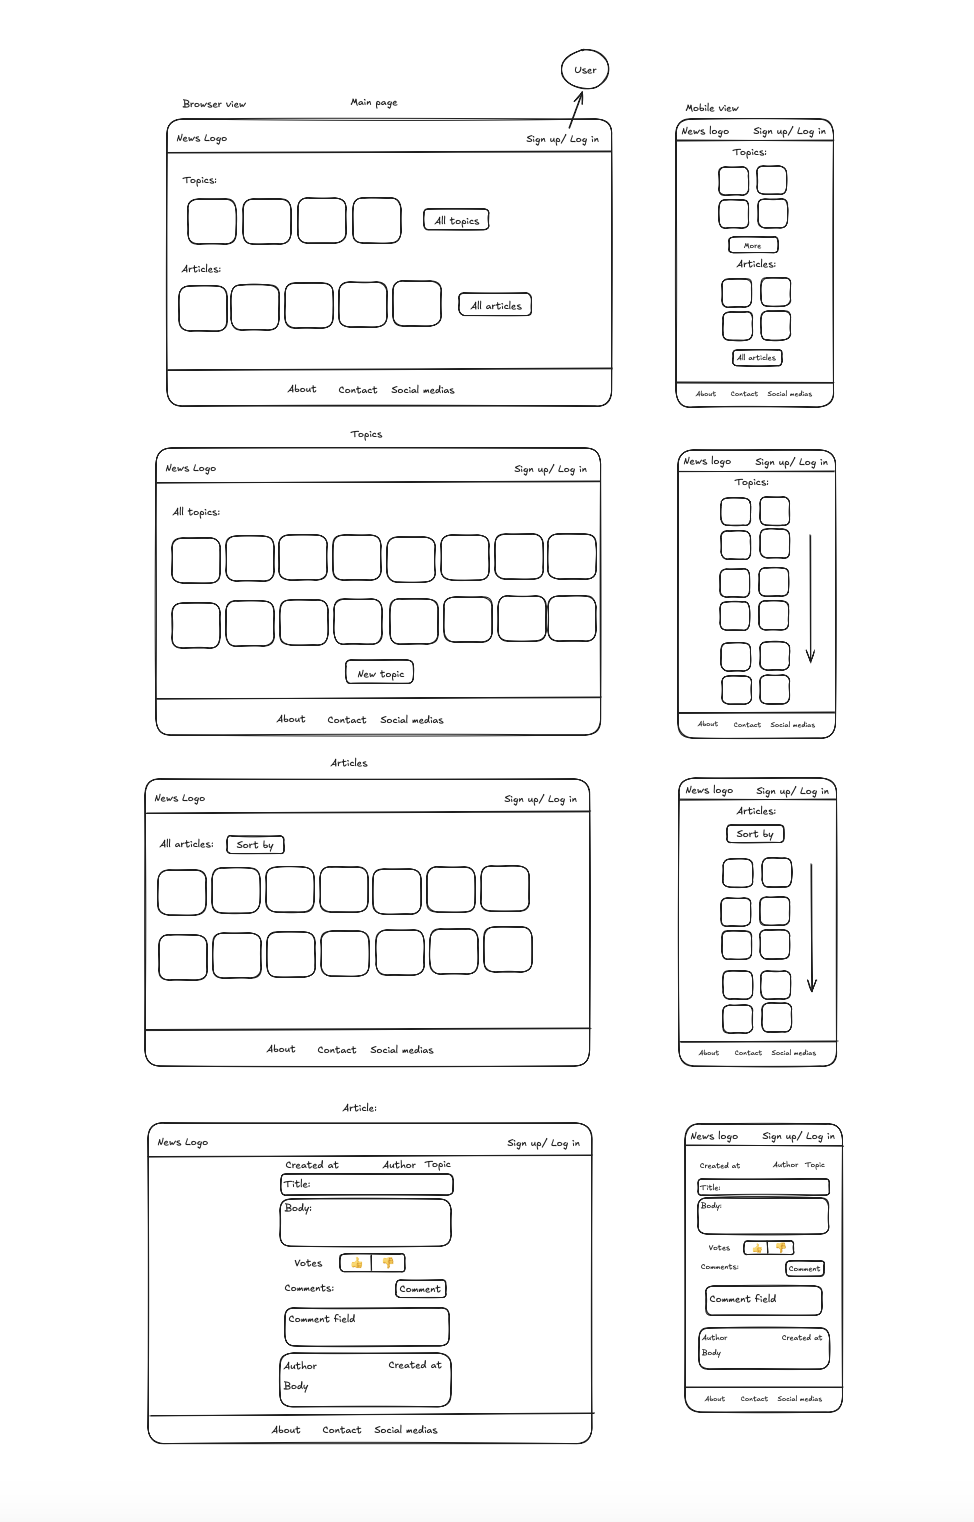 User
Browser view
Main page
News Logo
Sign up/ Log in
Topics:
All topics
Articles:
All articles
About Contact Social medias
Mobile view
News logo Sign up/ Log in
Topics:
More
Articles:
All articles
About Contact Social medias
Topics
News Logo
Sign up/ Log in
All topics:
New topic
About Contact Social medias
News logo Sign up/ Log in
Topics:
About Contact Social medias
Articles
News Logo
Sign up/ Log in
All articles:
Sort by
About Contact Social medias
News logo Sign up/ Log in
Articles:
Sort by
About Contact Social medias
Article:
News Logo
Sign up/ Log in
Created at Author Topic
Title:
Body:
Votes 👍 👎
Comments: Comment
Comment field
Author Created at
Body
About Contact Social medias
News logo Sign up/ Log in
Created at Author Topic
Title:
Body:
Votes 👍 👎
Comments: Comment
Comment field
Author Created at
Body
About Contact Social medias